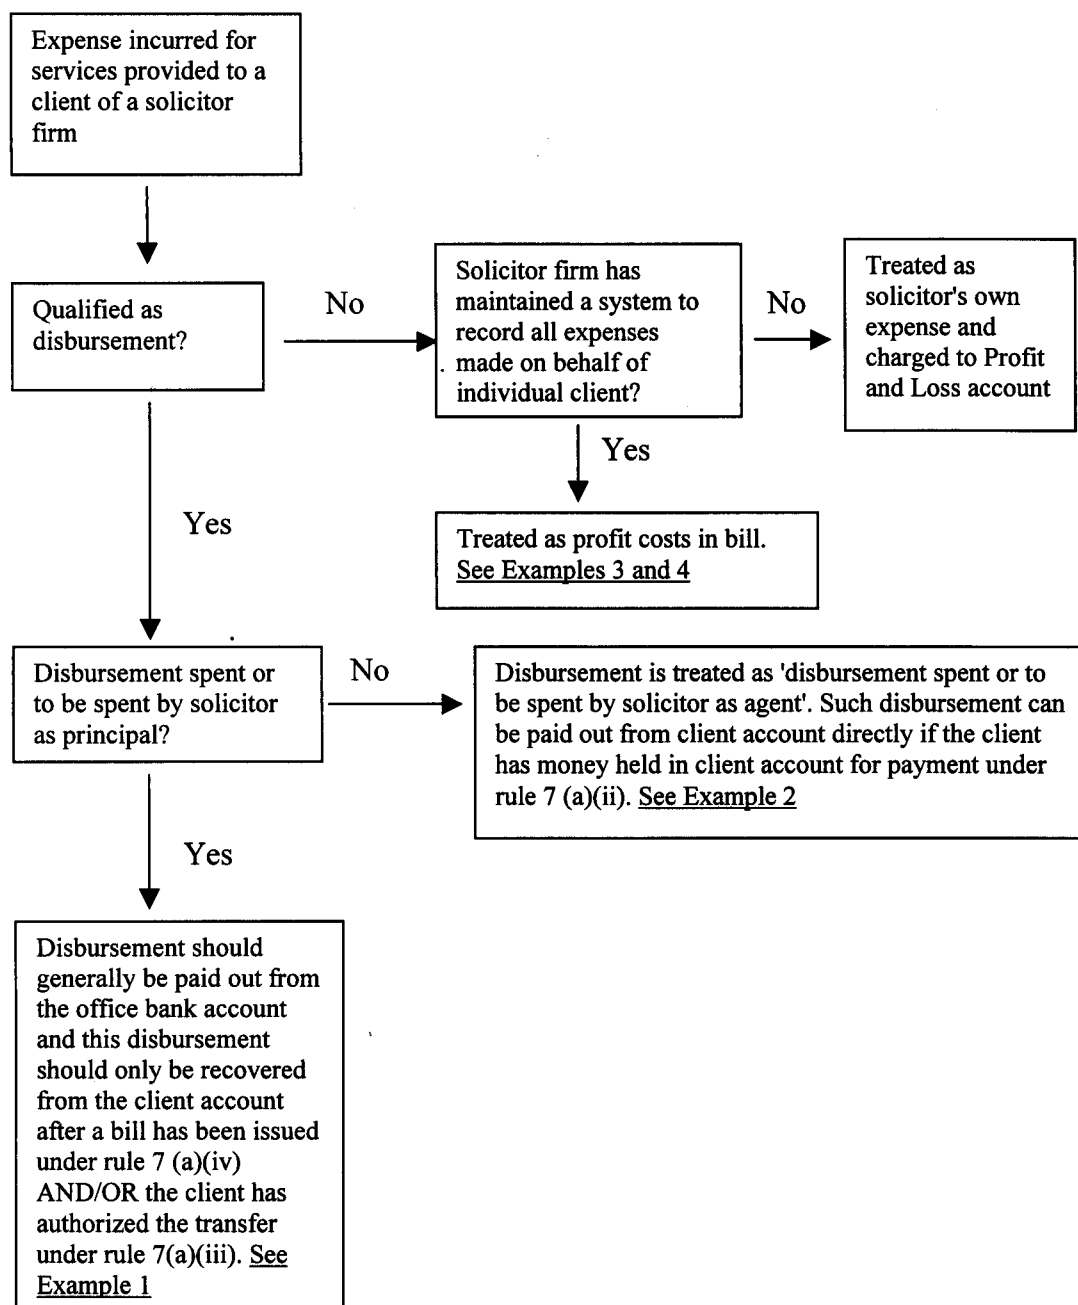 Expense incurred for
services provided to a
client of a solicitor
firm
Qualified as
disbursement?
No
Solicitor firm has
maintained a system to
record all expenses
made on behalf of
individual client?
No
Treated as
solicitor's own
expense and
charged to Profit
and Loss account
Yes
Treated as profit costs in bill.
See Examples 3 and 4
Yes
Disbursement spent or
to be spent by solicitor
as principal?
No
Disbursement is treated as 'disbursement spent or to
be spent by solicitor as agent'. Such disbursement can
be paid out from client account directly if the client
has money held in client account for payment under
rule 7 (a)(ii). See Example 2
Yes
Disbursement should
generally be paid out from
the office bank account
and this disbursement
should only be recovered
from the client account
after a bill has been issued
under rule 7 (a)(iv)
AND/OR the client has
authorized the transfer
under rule 7(a)(iii). See
Example 1